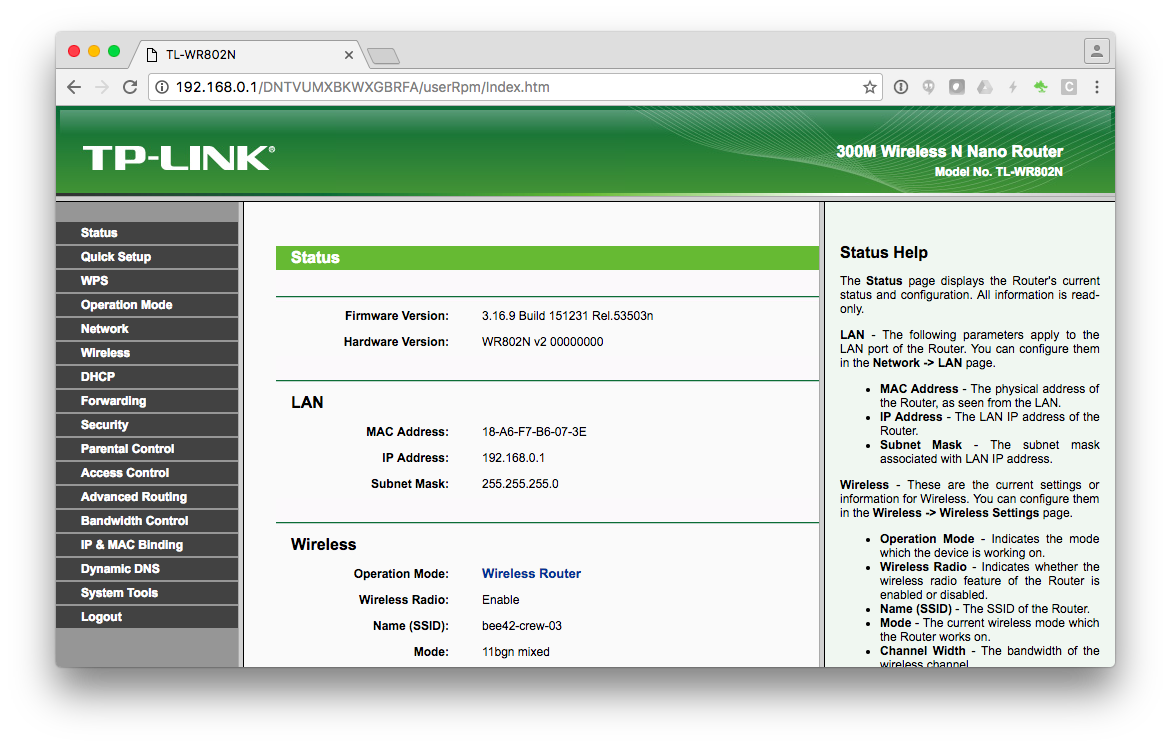 TL-WR802N
192.168.0.1/DNTVUMXBKWXGBRFA/userRpm/Index.htm
TP-LINK®
300M Wireless N Nano Router
Model No. TL-WR802N
Status
Quick Setup
WPS
Operation Mode
Network
Wireless
DHCP
Forwarding
Security
Parental Control
Access Control
Advanced Routing
Bandwidth Control
IP & MAC Binding
Dynamic DNS
System Tools
Logout
Status
Firmware Version: 3.16.9 Build 151231 Rel.53503n
Hardware Version: WR802N v2 00000000
LAN
MAC Address: 18-A6-F7-B6-07-3E
IP Address: 192.168.0.1
Subnet Mask: 255.255.255.0
Wireless
Operation Mode: Wireless Router
Wireless Radio: Enable
Name (SSID): bee42-crew-03
Mode: 11bgn mixed
Status Help
The Status page displays the Router's current
status and configuration. All information is read-
only.
LAN - The following parameters apply to the
LAN port of the Router. You can configure them
in the Network -> LAN page.
• MAC Address - The physical address of
the Router, as seen from the LAN.
• IP Address - The LAN IP address of the
Router.
• Subnet Mask - The subnet mask
associated with LAN IP address.
Wireless - These are the current settings or
information for Wireless. You can configure them
in the Wireless -> Wireless Settings page.
• Operation Mode - Indicates the mode
which the device is working on.
• Wireless Radio - Indicates whether the
wireless radio feature of the Router is
enabled or disabled.
• Name (SSID) - The SSID of the Router.
• Mode - The current wireless mode which
the Router works on.
• Channel Width - The bandwidth of the
wireless channel